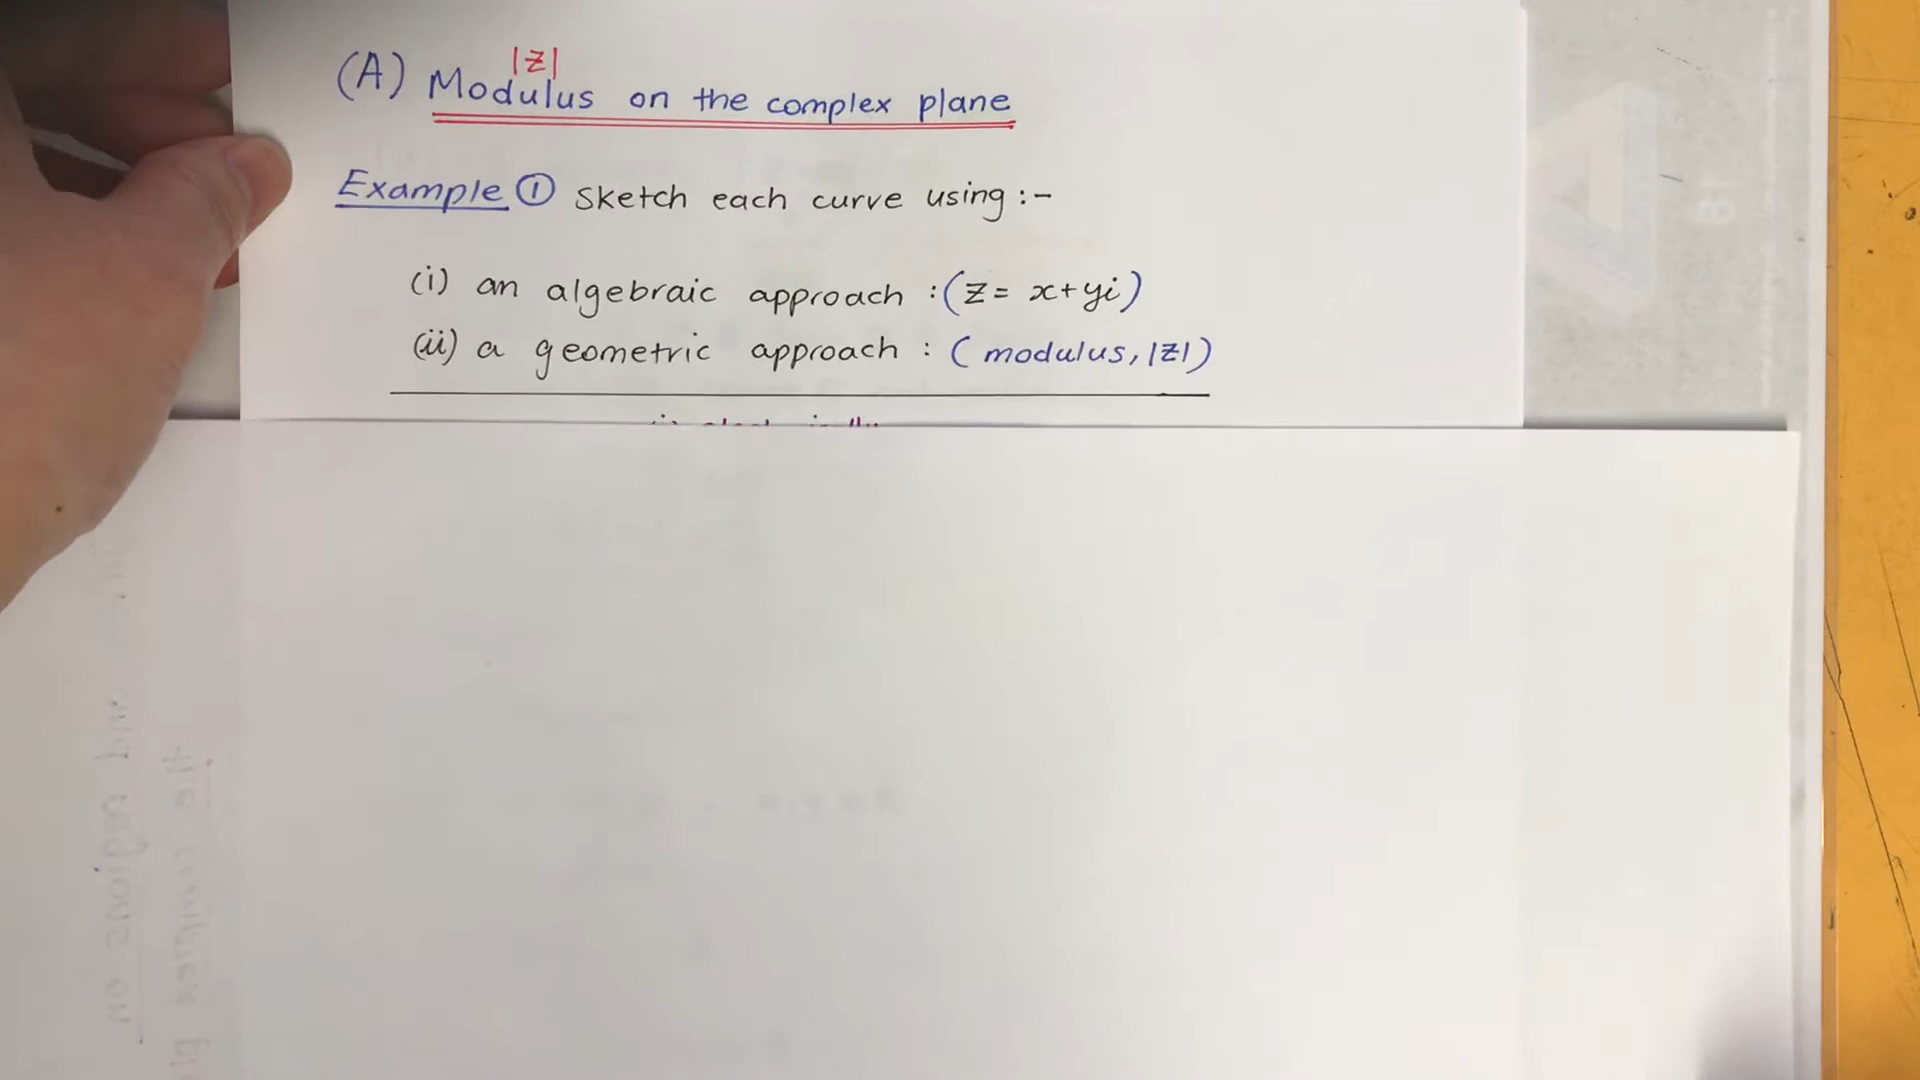 |z|
(A) Modulus on the complex plane
Example ① Sketch each curve using :-
(i) an algebraic approach : (z = x+yi)
(ii) a geometric approach : ( modulus, |z|)